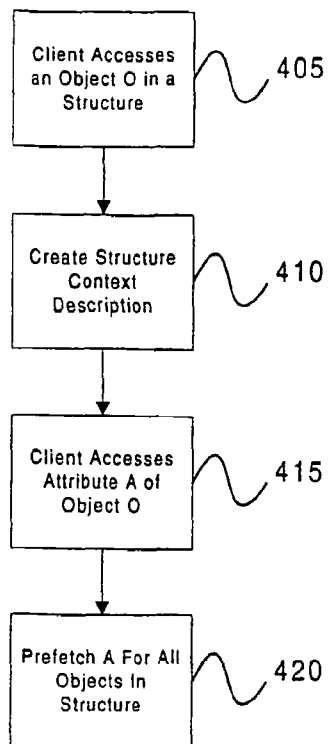 Client Accesses
an Object O in a
Structure
405
Create Structure
Context
Description
410
Client Accesses
Attribute A of
Object O
415
Prefetch A For All
Objects In
Structure
420